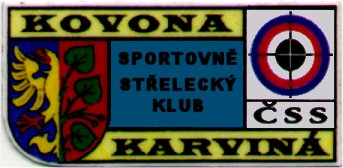 KOVONA
SPORTOVNĚ
STŘELECKÝ
KLUB
ČSS
KARVINÁ